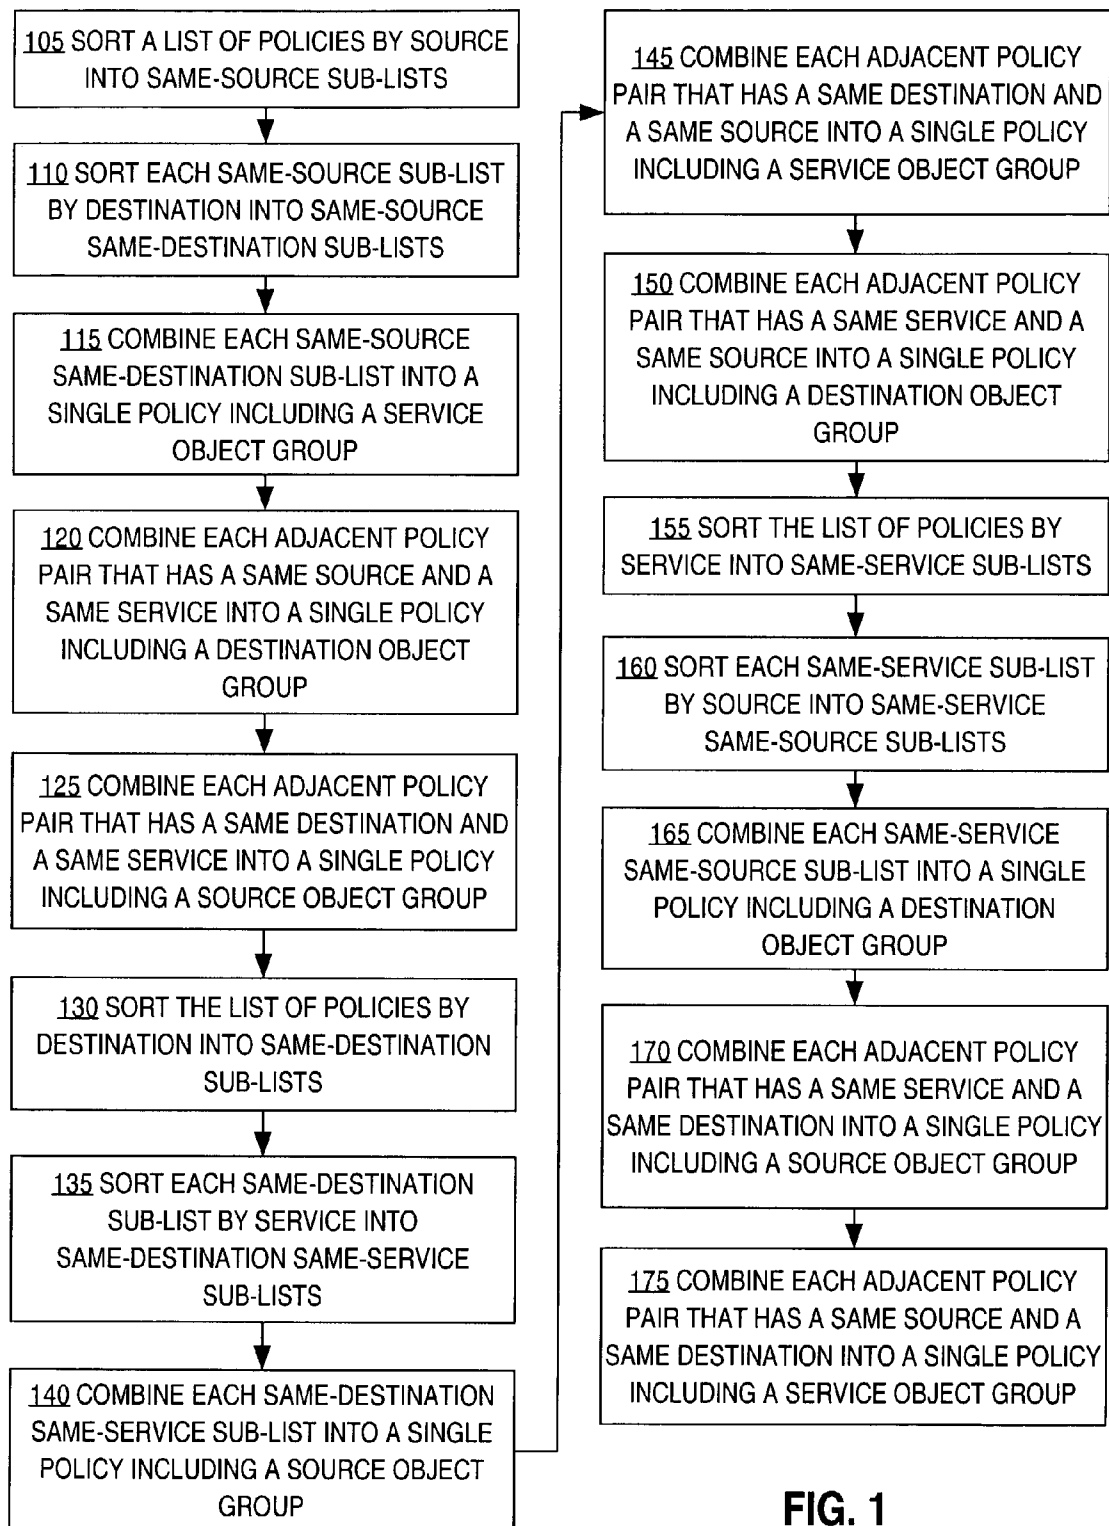 105 SORT A LIST OF POLICIES BY SOURCE
INTO SAME-SOURCE SUB-LISTS
110 SORT EACH SAME-SOURCE SUB-LIST
BY DESTINATION INTO SAME-SOURCE
SAME-DESTINATION SUB-LISTS
115 COMBINE EACH SAME-SOURCE
SAME-DESTINATION SUB-LIST INTO A
SINGLE POLICY INCLUDING A SERVICE
OBJECT GROUP
120 COMBINE EACH ADJACENT POLICY
PAIR THAT HAS A SAME SOURCE AND A
SAME SERVICE INTO A SINGLE POLICY
INCLUDING A DESTINATION OBJECT
GROUP
125 COMBINE EACH ADJACENT POLICY
PAIR THAT HAS A SAME DESTINATION AND
A SAME SERVICE INTO A SINGLE POLICY
INCLUDING A SOURCE OBJECT GROUP
130 SORT THE LIST OF POLICIES BY
DESTINATION INTO SAME-DESTINATION
SUB-LISTS
135 SORT EACH SAME-DESTINATION
SUB-LIST BY SERVICE INTO
SAME-DESTINATION SAME-SERVICE
SUB-LISTS
140 COMBINE EACH SAME-DESTINATION
SAME-SERVICE SUB-LIST INTO A SINGLE
POLICY INCLUDING A SOURCE OBJECT
GROUP
145 COMBINE EACH ADJACENT POLICY
PAIR THAT HAS A SAME DESTINATION AND
A SAME SOURCE INTO A SINGLE POLICY
INCLUDING A SERVICE OBJECT GROUP
150 COMBINE EACH ADJACENT POLICY
PAIR THAT HAS A SAME SERVICE AND A
SAME SOURCE INTO A SINGLE POLICY
INCLUDING A DESTINATION OBJECT
GROUP
155 SORT THE LIST OF POLICIES BY
SERVICE INTO SAME-SERVICE SUB-LISTS
160 SORT EACH SAME-SERVICE SUB-LIST
BY SOURCE INTO SAME-SERVICE
SAME-SOURCE SUB-LISTS
165 COMBINE EACH SAME-SERVICE
SAME-SOURCE SUB-LIST INTO A SINGLE
POLICY INCLUDING A DESTINATION
OBJECT GROUP
170 COMBINE EACH ADJACENT POLICY
PAIR THAT HAS A SAME SERVICE AND A
SAME DESTINATION INTO A SINGLE POLICY
INCLUDING A SOURCE OBJECT GROUP
175 COMBINE EACH ADJACENT POLICY
PAIR THAT HAS A SAME SOURCE AND A
SAME DESTINATION INTO A SINGLE POLICY
INCLUDING A SERVICE OBJECT GROUP
FIG. 1